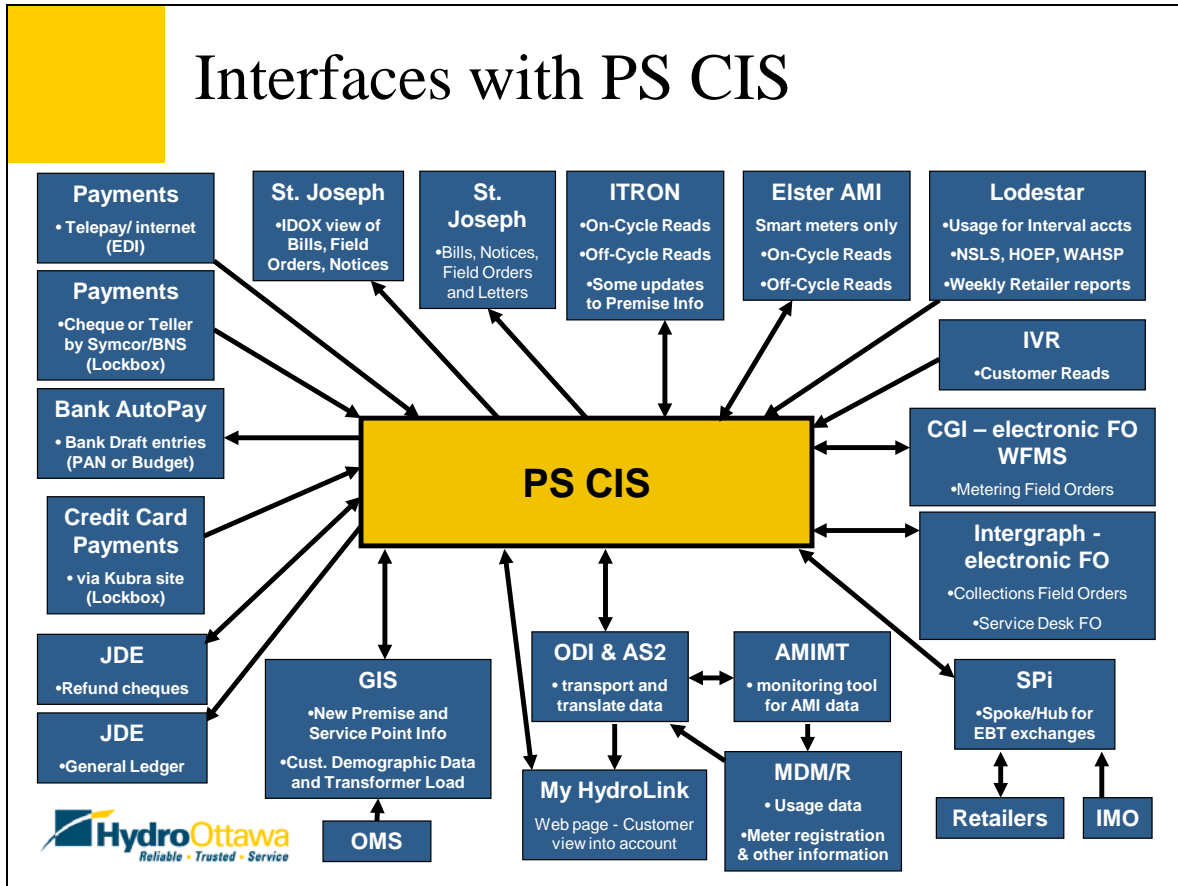 Interfaces with PS CIS
Payments
• Telepay/ internet
(EDI)
St. Joseph
•IDOX view of
Bills, Field
Orders, Notices
St.
Joseph
•Bills, Notices,
Field Orders
and Letters
ITRON
•On-Cycle Reads
•Off-Cycle Reads
•Some updates
to Premise Info
Elster AMI
Smart meters only
•On-Cycle Reads
•Off-Cycle Reads
Lodestar
•Usage for Interval accts
•NSLS, HOEP, WAHSP
•Weekly Retailer reports
Payments
•Cheque or Teller
by Symcor/BNS
(Lockbox)
IVR
•Customer Reads
Bank AutoPay
• Bank Draft entries
(PAN or Budget)
PS CIS
CGI – electronic FO
WFMS
•Metering Field Orders
Credit Card
Payments
• via Kubra site
(Lockbox)
Intergraph -
electronic FO
•Collections Field Orders
•Service Desk FO
JDE
•Refund cheques
JDE
•General Ledger
GIS
•New Premise and
Service Point Info
•Cust. Demographic Data
and Transformer Load
OMS
ODI & AS2
• transport and
translate data
AMIMT
• monitoring tool
for AMI data
SPi
•Spoke/Hub for
EBT exchanges
My HydroLink
Web page - Customer
view into account
MDM/R
• Usage data
•Meter registration
& other information
Retailers
IMO
HydroOttawa
Reliable • Trusted • Service